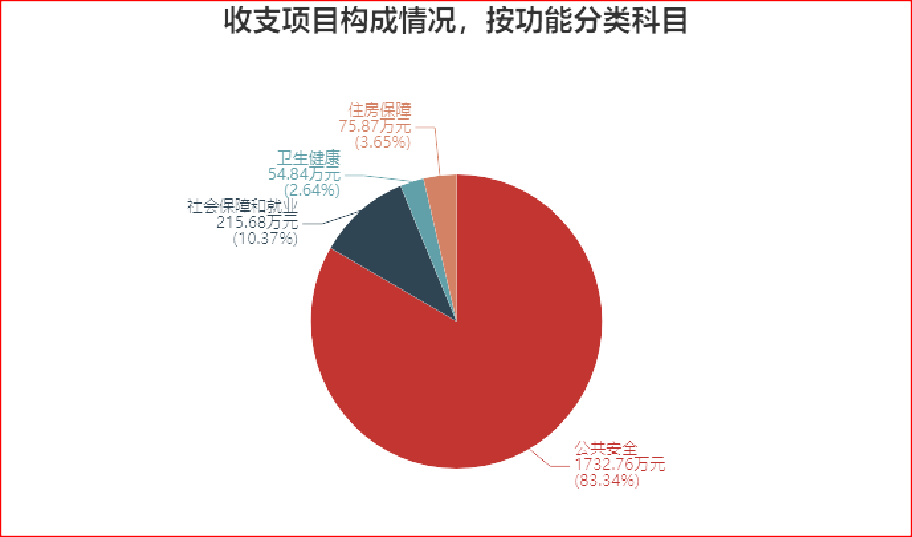 收支项目构成情况，按功能分类科目
住房保障
75.87万元
(3.65%)
卫生健康
54.84万元
(2.64%)
社会保障和就业
215.68万元
(10.37%)
公共安全
1732.76万元
(83.34%)